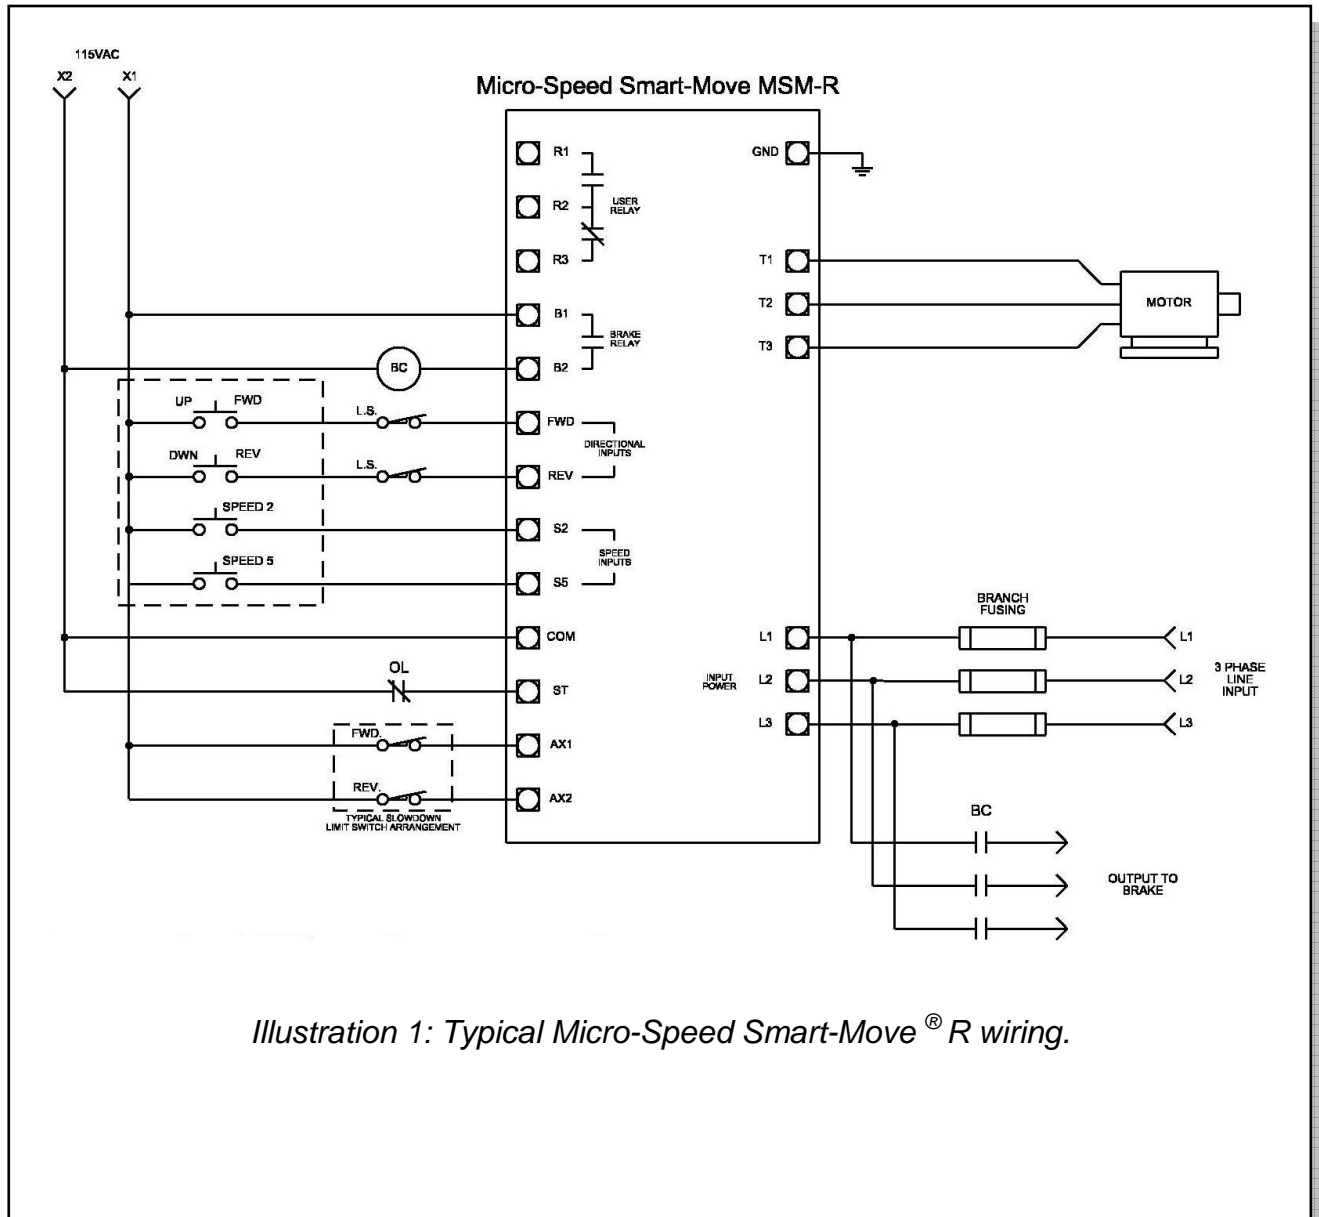 115VAC
X2 X1
Micro-Speed Smart-Move MSM-R
R1
R2
R3
USER
RELAY
B1
B2
BRAKE
RELAY
BC
UP FWD
L.S.
FWD
DWN REV
L.S.
REV
DIRECTIONAL
INPUTS
SPEED 2
S2
SPEED 5
S5
SPEED
INPUTS
COM
OL
ST
FWD.
AX1
REV.
AX2
TYPICAL SLOWDOWN
LIMIT SWITCH ARRANGEMENT
GND
T1
T2
T3
MOTOR
BRANCH
FUSING
INPUT
POWER
L1
L2
L3
L1
L2
L3
3 PHASE
LINE
INPUT
BC
OUTPUT TO
BRAKE
Illustration 1: Typical Micro-Speed Smart-Move ® R wiring.